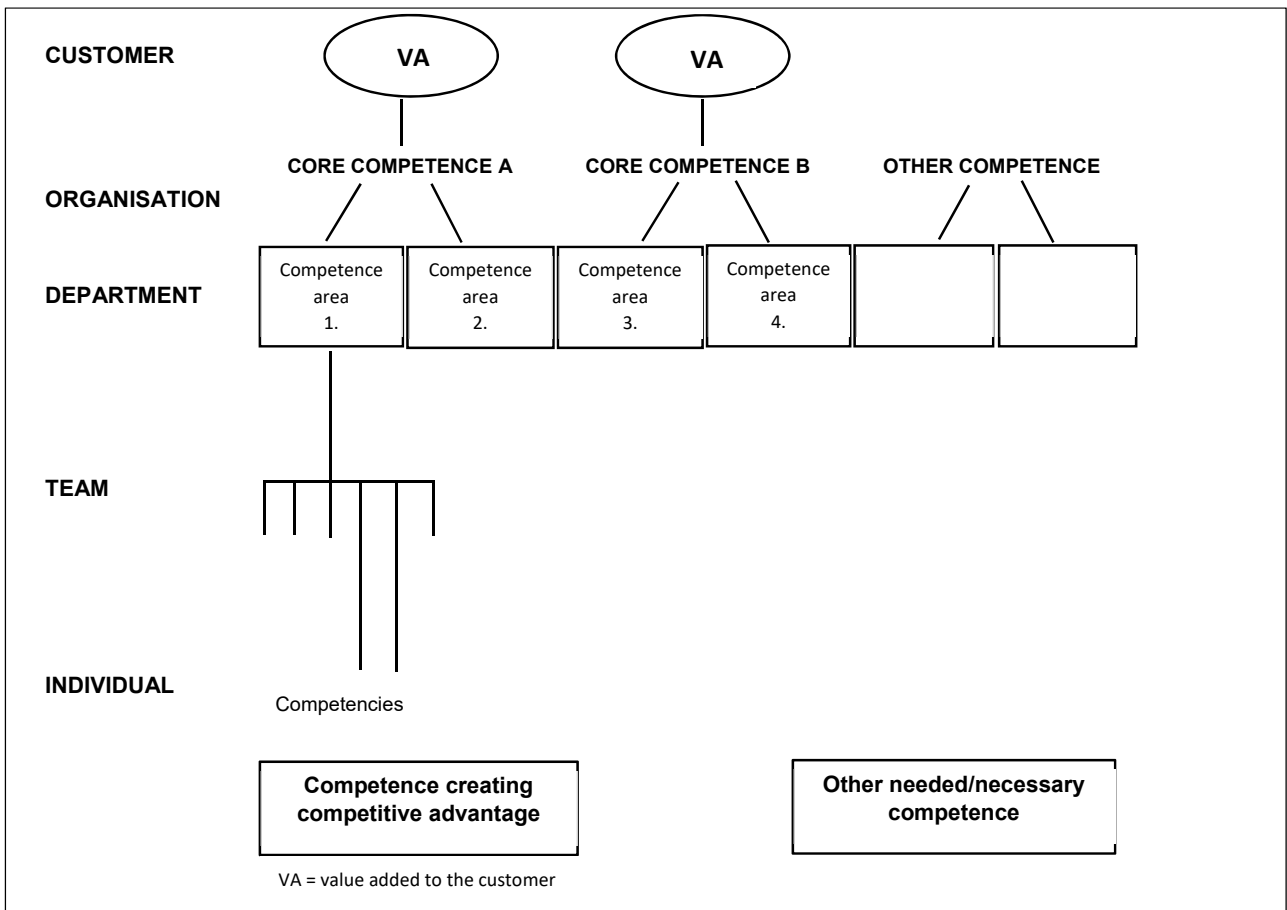 CUSTOMER
VA
VA
CORE COMPETENCE A
CORE COMPETENCE B
OTHER COMPETENCE
ORGANISATION
DEPARTMENT
Competence
area
1.
Competence
area
2.
Competence
area
3.
Competence
area
4.
TEAM
INDIVIDUAL
Competencies
Competence creating
competitive advantage
Other needed/necessary
competence
VA = value added to the customer